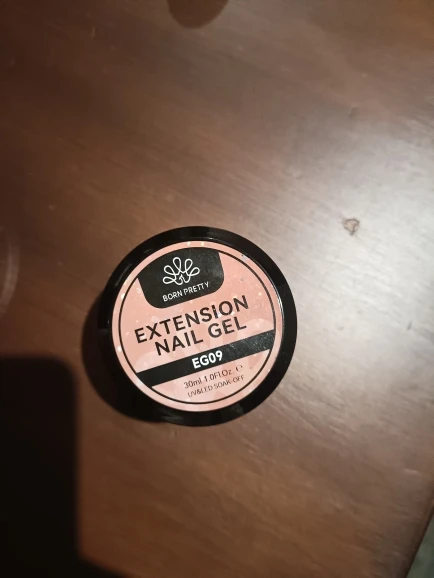 BORN PRETTY
EXTENSION
NAIL GEL
EG09
30ml 1.0Fl.Oz. ℮
UV&LED SOAK-OFF